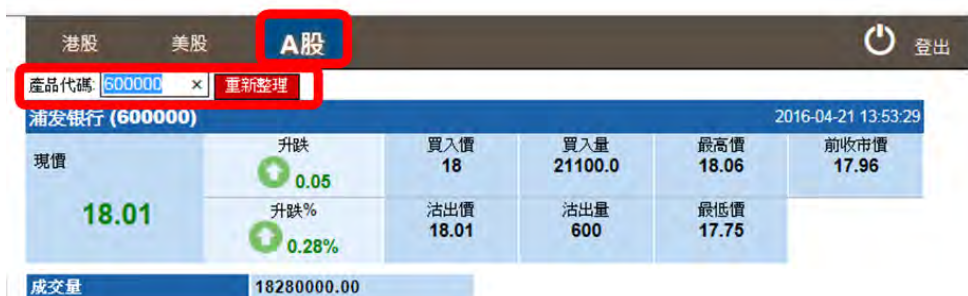 港股 美股 A股 登出
產品代碼: 600000 × 重新整理
浦发银行 (600000) 2016-04-21 13:53:29
現價 升跌 買入價 買入量 最高價 前收市價
0.05 18 21100.0 18.06 17.96
18.01 升跌% 沽出價 沽出量 最低價
0.28% 18.01 600 17.75
成交量 18280000.00